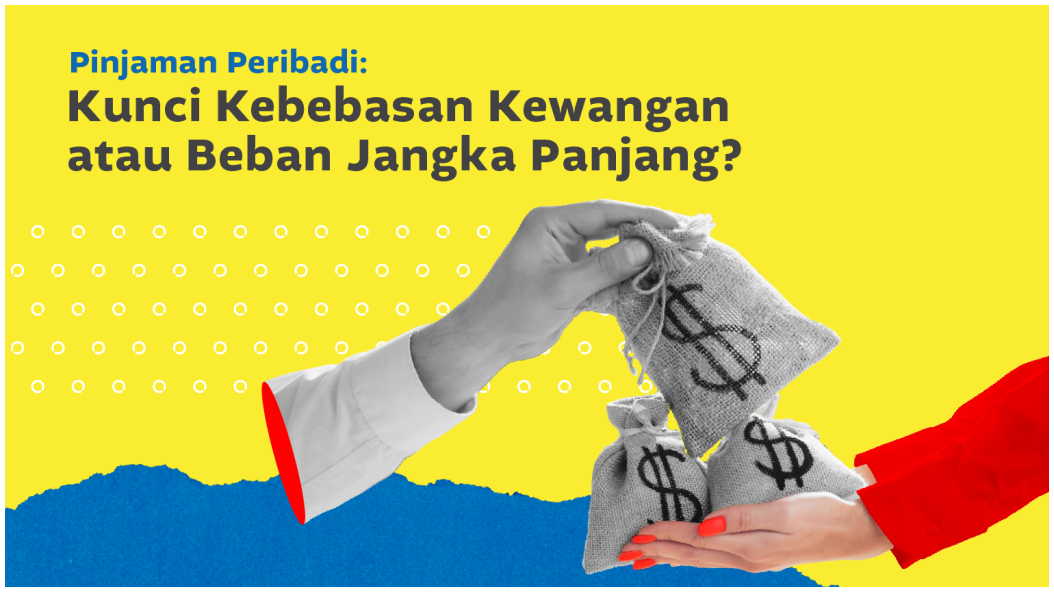 Pinjaman Peribadi:
Kunci Kebebasan Kewangan
atau Beban Jangka Panjang?
$
$
$